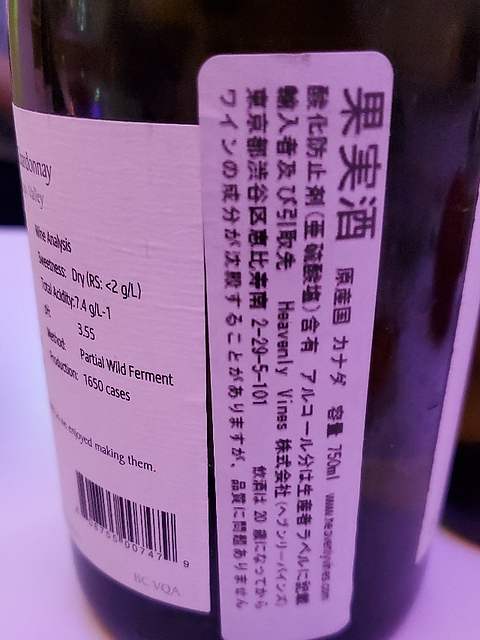 Chardonnay
Valley
Wine Analysis
Sweetness: Dry (RS: <2 g/L)
Total Acidity: 7.4 g/L-1
pH: 3.55
Method: Partial Wild Ferment
Production: 1650 cases
enjoyed making them.
00747 9
BC VQA
果実酒 原産国 カナダ 容量 750ml www.heavenlyvines.com
酸化防止剤(亜硫酸塩)含有 アルコール分は生産者ラベルに記載
輸入者及び引取先 Heavenly Vines 株式会社(ヘブンリーバインズ)
東京都渋谷区恵比寿南 2-29-5-101 飲酒は20歳になってから
ワインの成分が沈殿することがありますが、品質に問題ありません